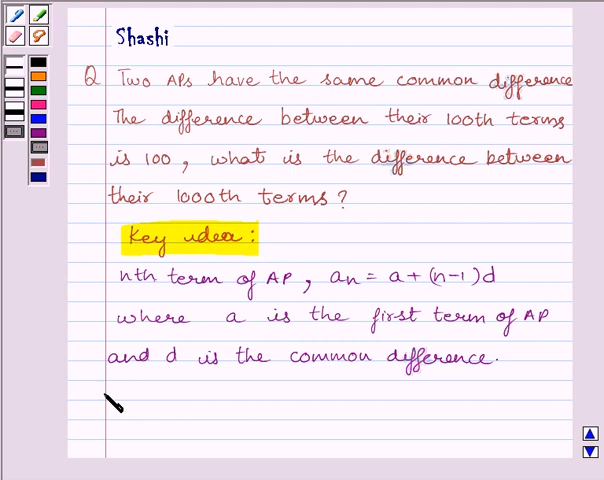 Shashi
Q Two APs have the same common difference
The difference between their 100th terms
is 100, what is the difference between
their 1000th terms?
Key idea:
nth term of AP, an = a+(n-1)d
where a is the first term of AP
and d is the common difference.